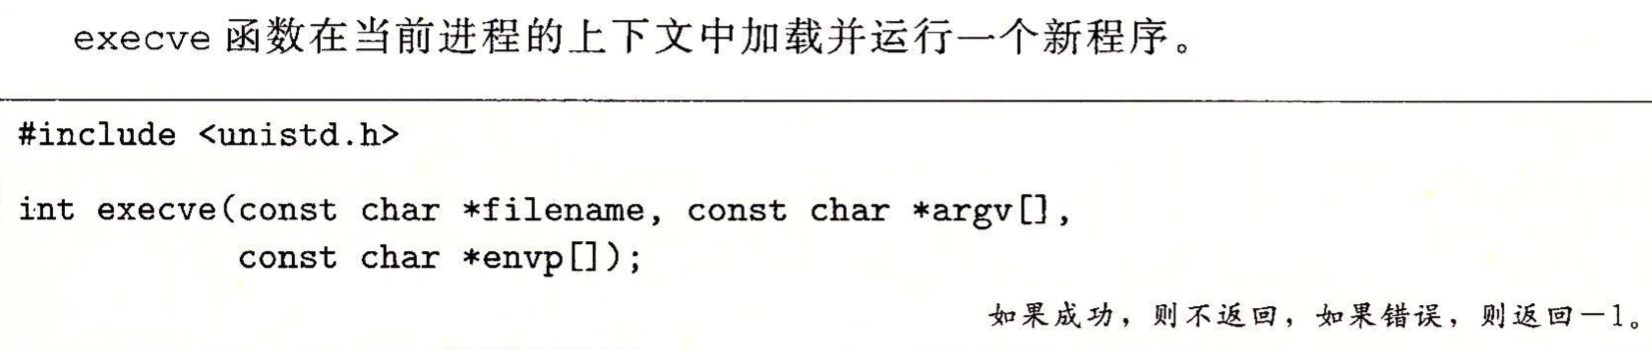 execve 函数在当前进程的上下文中加载并运行一个新程序。
#include <unistd.h>
int execve(const char *filename, const char *argv[],
const char *envp[]);
如果成功，则不返回，如果错误，则返回－1。